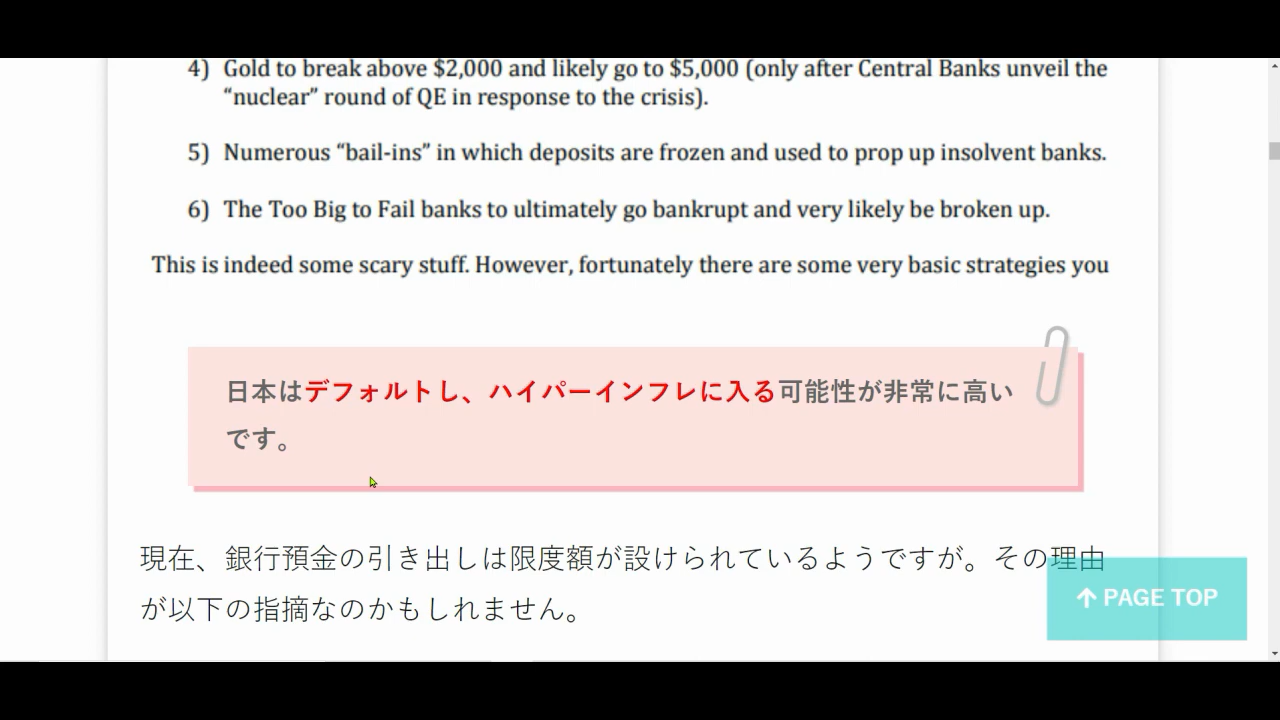 4) Gold to break above $2,000 and likely go to $5,000 (only after Central Banks unveil the
“nuclear” round of QE in response to the crisis).
5) Numerous “bail-ins” in which deposits are frozen and used to prop up insolvent banks.
6) The Too Big to Fail banks to ultimately go bankrupt and very likely be broken up.
This is indeed some scary stuff. However, fortunately there are some very basic strategies you
日本はデフォルトし、ハイパーインフレに入る可能性が非常に高い
です。
現在、銀行預金の引き出しは限度額が設けられているようですが。その理由
が以下の指摘なのかもしれません。
↑ PAGE TOP